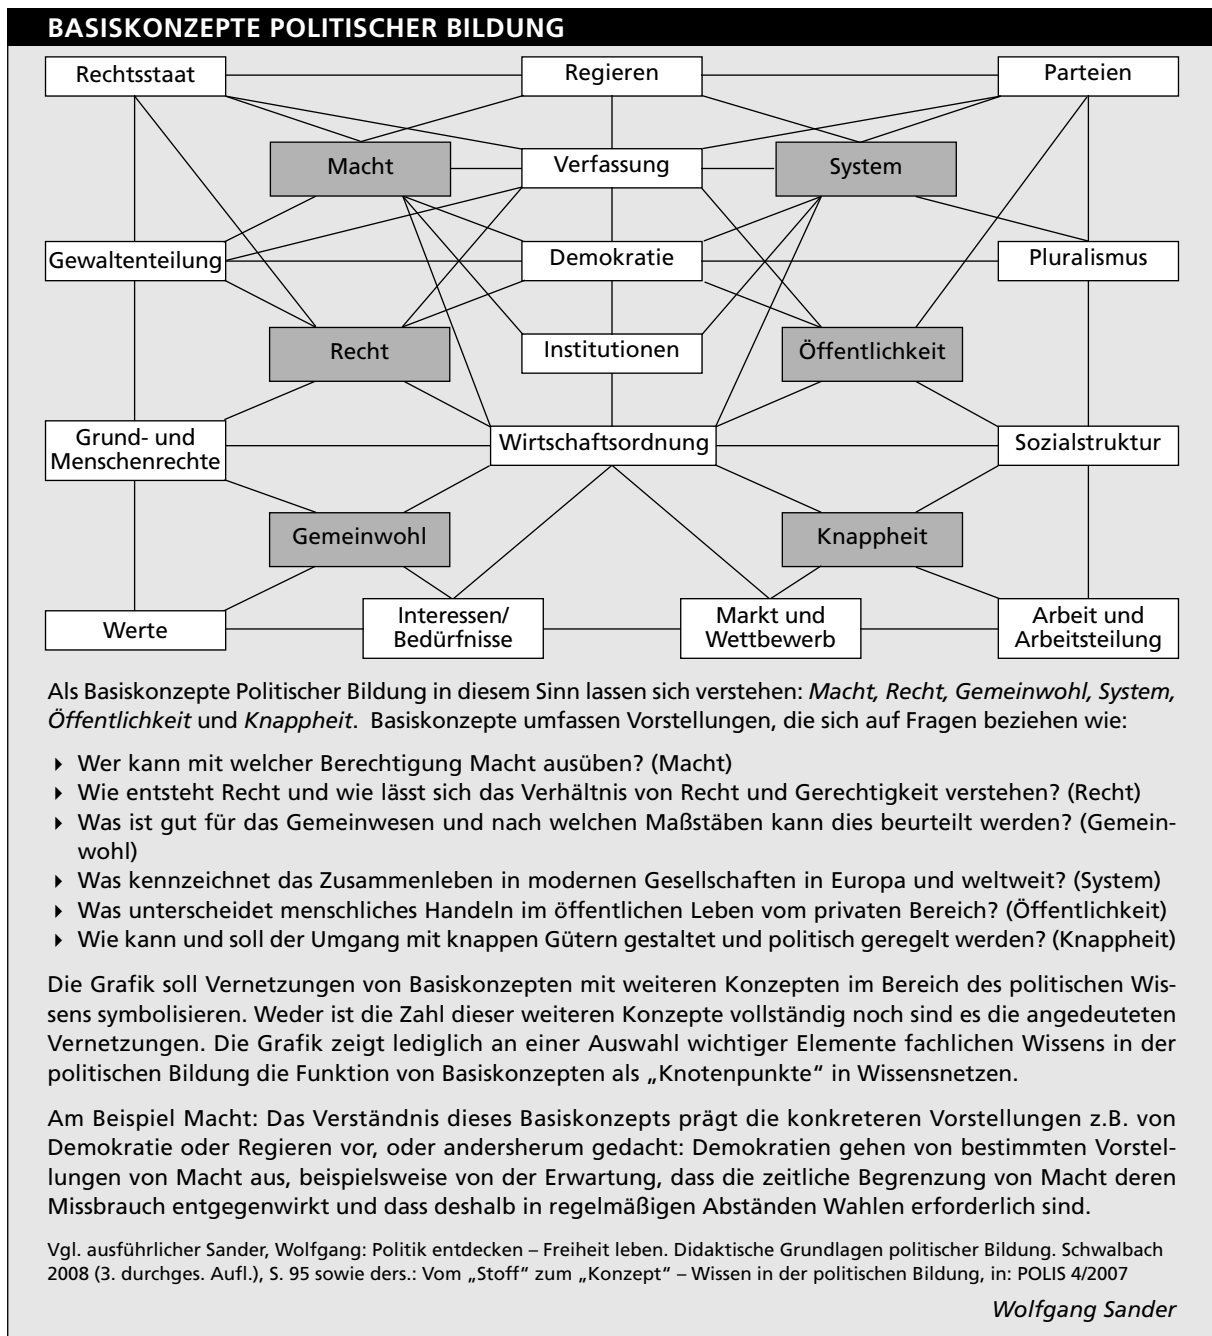 BASISKONZEPTE POLITISCHER BILDUNG
Rechtsstaat
Regieren
Parteien
Macht
Verfassung
System
Gewaltenteilung
Demokratie
Pluralismus
Recht
Institutionen
Öffentlichkeit
Grund- und
Menschenrechte
Wirtschaftsordnung
Sozialstruktur
Gemeinwohl
Knappheit
Werte
Interessen/
Bedürfnisse
Markt und
Wettbewerb
Arbeit und
Arbeitsteilung
Als Basiskonzepte Politischer Bildung in diesem Sinn lassen sich verstehen: Macht, Recht, Gemeinwohl, System,
Öffentlichkeit und Knappheit. Basiskonzepte umfassen Vorstellungen, die sich auf Fragen beziehen wie:
▸ Wer kann mit welcher Berechtigung Macht ausüben? (Macht)
▸ Wie entsteht Recht und wie lässt sich das Verhältnis von Recht und Gerechtigkeit verstehen? (Recht)
▸ Was ist gut für das Gemeinwesen und nach welchen Maßstäben kann dies beurteilt werden? (Gemein-
wohl)
▸ Was kennzeichnet das Zusammenleben in modernen Gesellschaften in Europa und weltweit? (System)
▸ Was unterscheidet menschliches Handeln im öffentlichen Leben vom privaten Bereich? (Öffentlichkeit)
▸ Wie kann und soll der Umgang mit knappen Gütern gestaltet und politisch geregelt werden? (Knappheit)
Die Grafik soll Vernetzungen von Basiskonzepten mit weiteren Konzepten im Bereich des politischen Wis-
sens symbolisieren. Weder ist die Zahl dieser weiteren Konzepte vollständig noch sind es die angedeuteten
Vernetzungen. Die Grafik zeigt lediglich an einer Auswahl wichtiger Elemente fachlichen Wissens in der
politischen Bildung die Funktion von Basiskonzepten als „Knotenpunkte“ in Wissensnetzen.
Am Beispiel Macht: Das Verständnis dieses Basiskonzepts prägt die konkreteren Vorstellungen z.B. von
Demokratie oder Regieren vor, oder andersherum gedacht: Demokratien gehen von bestimmten Vorstel-
lungen von Macht aus, beispielsweise von der Erwartung, dass die zeitliche Begrenzung von Macht deren
Missbrauch entgegenwirkt und dass deshalb in regelmäßigen Abständen Wahlen erforderlich sind.
Vgl. ausführlicher Sander, Wolfgang: Politik entdecken – Freiheit leben. Didaktische Grundlagen politischer Bildung. Schwalbach
2008 (3. durchges. Aufl.), S. 95 sowie ders.: Vom „Stoff“ zum „Konzept“ – Wissen in der politischen Bildung, in: POLIS 4/2007
Wolfgang Sander